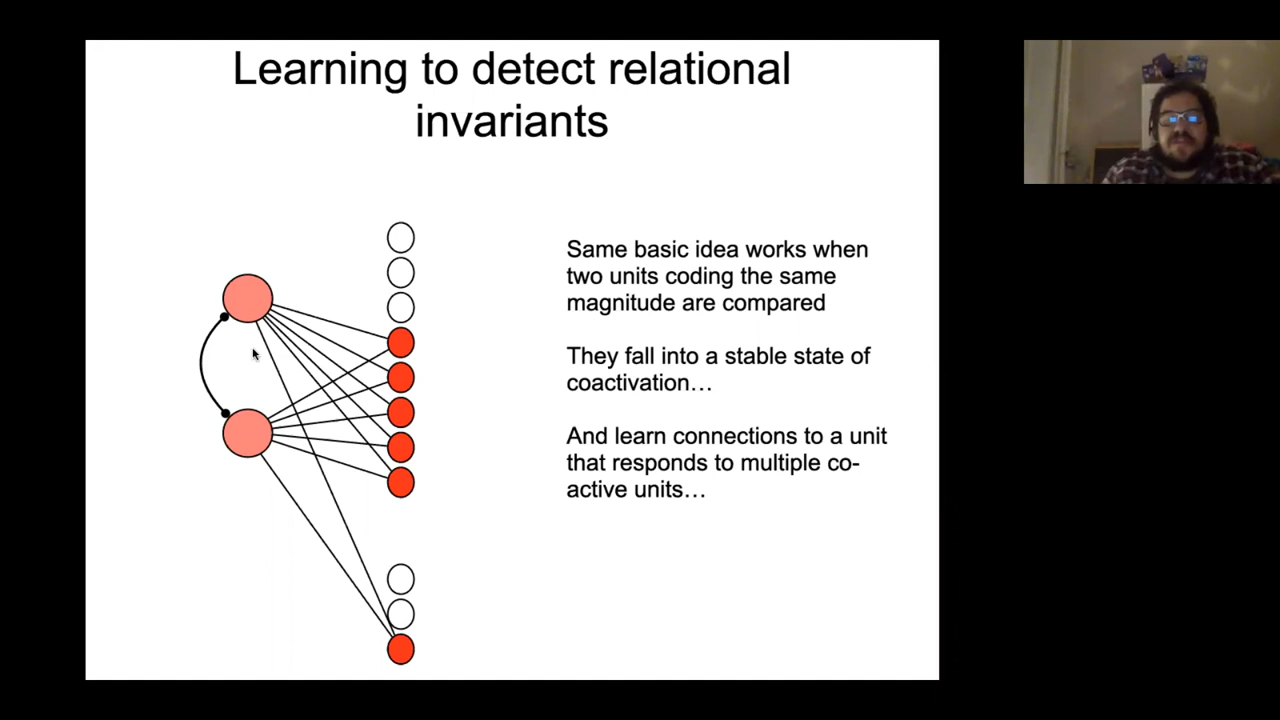 Learning to detect relational
invariants
Same basic idea works when
two units coding the same
magnitude are compared
They fall into a stable state of
coactivation…
And learn connections to a unit
that responds to multiple co-
active units…